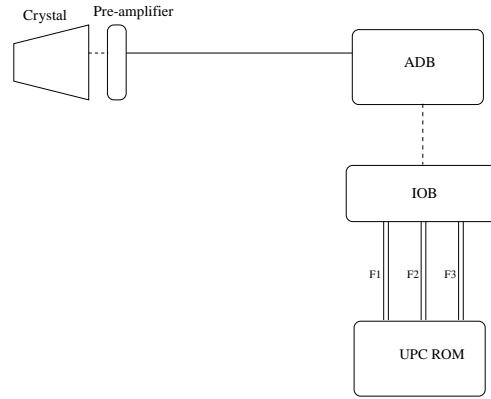 Crystal
Pre-amplifier
ADB
IOB
F1
F2
F3
UPC ROM